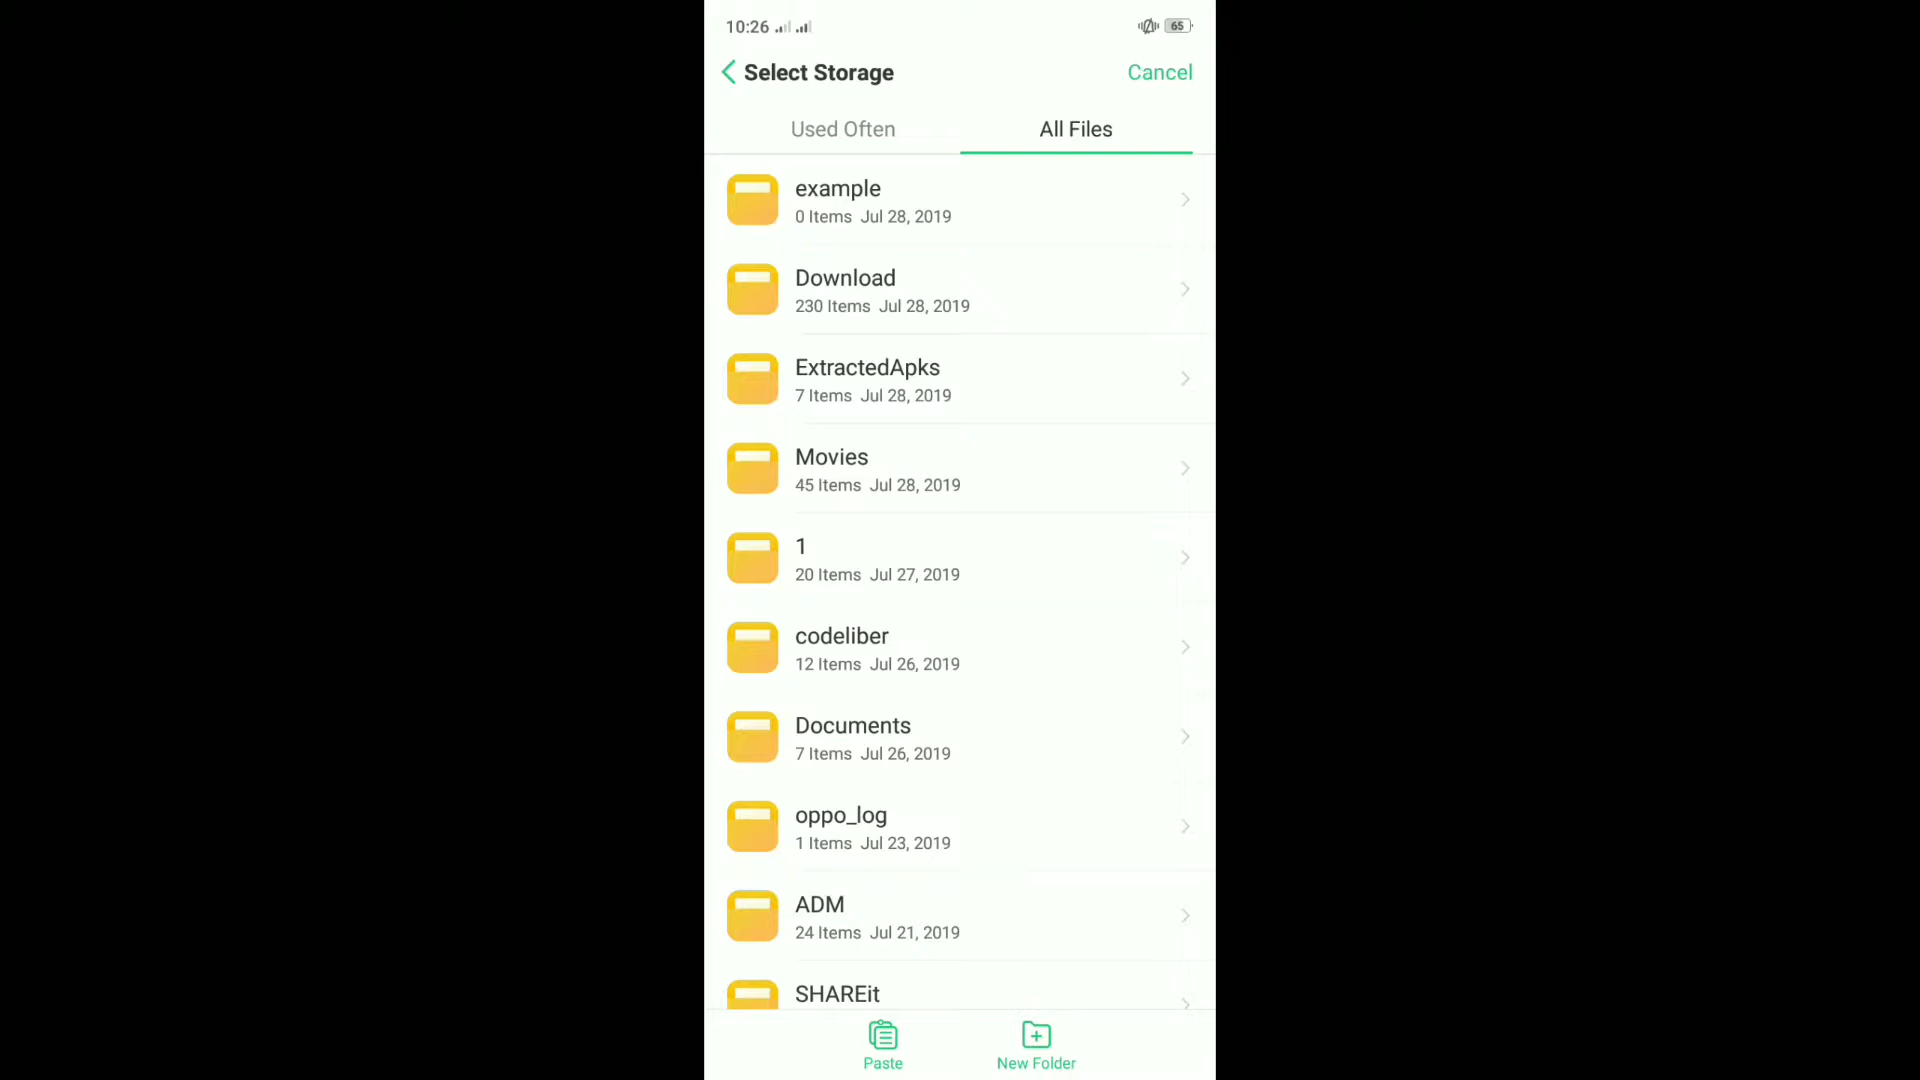 10:26
65
Select Storage
Cancel
Used Often
All Files
example
0 Items Jul 28, 2019
Download
230 Items Jul 28, 2019
ExtractedApks
7 Items Jul 28, 2019
Movies
45 Items Jul 28, 2019
1
20 Items Jul 27, 2019
codeliber
12 Items Jul 26, 2019
Documents
7 Items Jul 26, 2019
oppo_log
1 Items Jul 23, 2019
ADM
24 Items Jul 21, 2019
SHAREit
Paste
New Folder